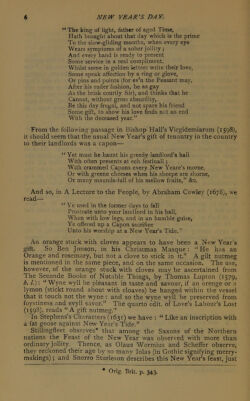 6 NEW YEAR'S DAY.
"The king of light, father of aged Time,
Hath brought about that day which is the prime
To the slow-gliding months, when every eye
Wears symptoms of a sober jollity;
And every hand is ready to present
Some service in a real compliment.
Whilst some in golden letters write their love,
Some speak affection by a ring or glove,
Or pins and points (for ev'n the Peasant may,
After his ruder fashion, be as gay
As the brisk courtly Sir), and thinks that he
Cannot, without gross absurdity,
Be this day frugal, and not spare his friend
Some gift, to show his love finds not an end
With the deceased year."
From the following passage in Bishop Hall's Virgidemiarum (1598),
it should seem that the usual New Year's gift of tenantry in the country
to their landlords was a capon—
"Yet must he haunt his greedy landlord's hall
With often presents at ech festivall;
With crammed Capons every New Yeare's morne,
Or with greene cheeses when his sheepe are shorne,
Or many maunds-full of his mellow fruite," &c.
And so, in A Lecture to the People, by Abraham Cowley (1678), we
read—
"Ye used in the former days to fall
Prostrate unto your landlord in his hall,
When with low legs, and in an humble guise,
Ye offered up a Capon sacrifice
Unto his worship at a New Year's Tide."
An orange stuck with cloves appears to have been a New Year's
gift. So Ben Jonson, in his Christmas Masque: "He has an
Orange and rosemary, but not a clove to stick in it." A gilt nutmeg
is mentioned in the same piece, and on the same occasion. The use,
however, of the orange stuck with cloves may be ascertained from
The Seconde Booke of Notable Things, by Thomas Lupton (1579,
b. l.): "Wyne wyll be pleasant in taste and savour, if an orenge or a
lymon (stickt round about with cloaves) be hanged within the vessel
that it touch not the wyne: and so the wyne wyll be preserved from
foystiness and evyll savor." The quarto edit. of Love's Labour's Lost
(1598), reads "A gift nutmeg."
In Stephens's Characters (1631) we have: "Like an inscription with
a fat goose against New Year's Tide."
Stillingfleet observes* that among the Saxons of the Northern
nations the Feast of the New Year was observed with more than
ordinary jollity. Thence, as Olaus Wormius and Scheffer observe,
they reckoned their age by so many Iolas (in Gothic signifying merry-
makings); and Snorro Sturleson describes this New Year's feast, just
* Orig. Brit. p. 343.